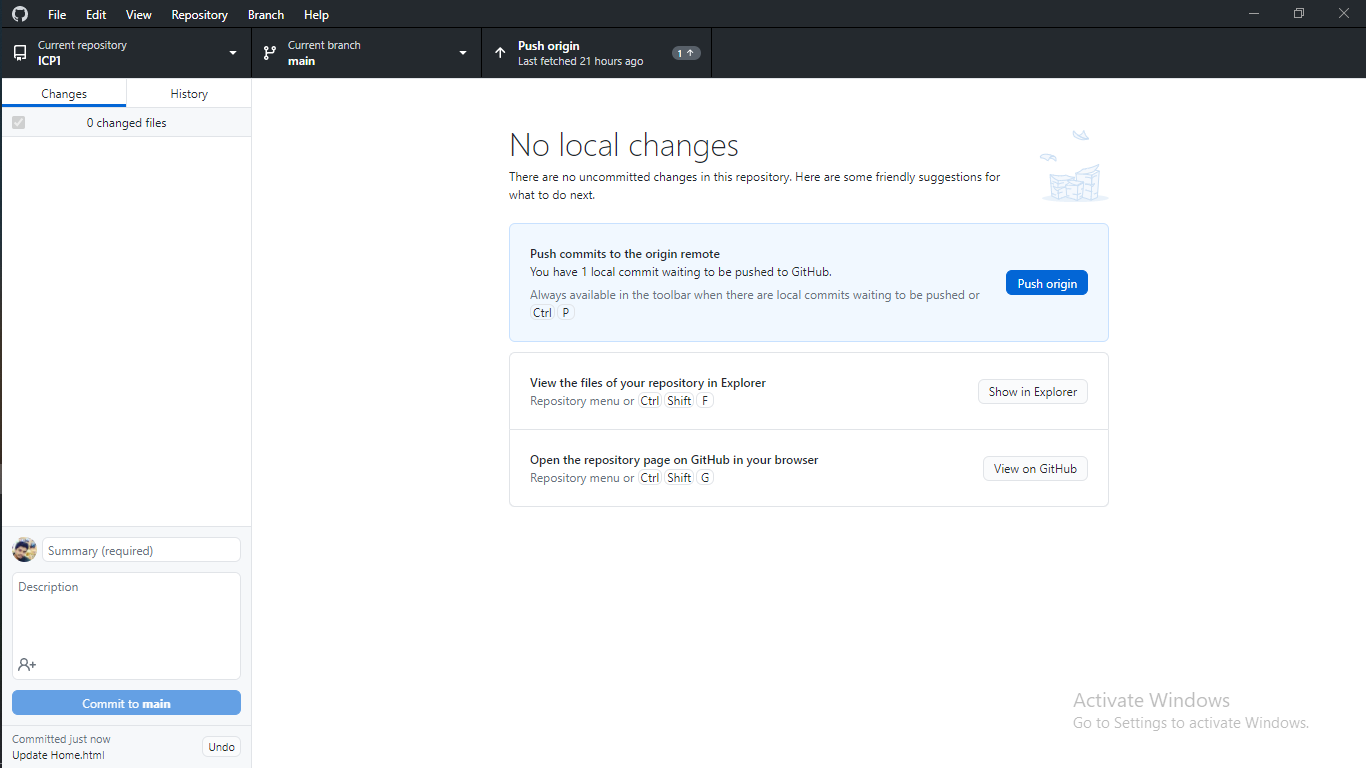 File Edit View Repository Branch Help
Current repository
ICP1
Current branch
main
Push origin
Last fetched 21 hours ago
1
Changes History
0 changed files
No local changes
There are no uncommitted changes in this repository. Here are some friendly suggestions for
what to do next.
Push commits to the origin remote
You have 1 local commit waiting to be pushed to GitHub.
Always available in the toolbar when there are local commits waiting to be pushed or
Ctrl P
Push origin
View the files of your repository in Explorer
Repository menu or Ctrl Shift F
Show in Explorer
Open the repository page on GitHub in your browser
Repository menu or Ctrl Shift G
View on GitHub
Summary (required)
Description
Commit to main
Committed just now
Update Home.html
Undo
Activate Windows
Go to Settings to activate Windows.